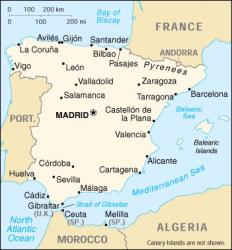 0 100 200 km
0 100 200 mi
Bay of
Biscay
FRANCE
Avilés Gijón Santander
La Coruña
Bilbao
Pasajes
Pyrenees
ANDORRA
Vigo
León
Valladolid
Zaragoza
Salamanca
Tarragona
Barcelona
PORT.
MADRID
Castellón de
la Plana
Balearic
Sea
Valencia
Balearic
Islands
Córdoba
Alicante
Cartagena
Huelva
Sevilla
Mediterranean Sea
Cádiz
Málaga
Gibraltar
(U.K.)
Strait of Gibraltar
North
Atlantic
Ocean
Ceuta
(SP.)
Melilla
(SP.)
ALGERIA
MOROCCO
Canary Islands are not shown.